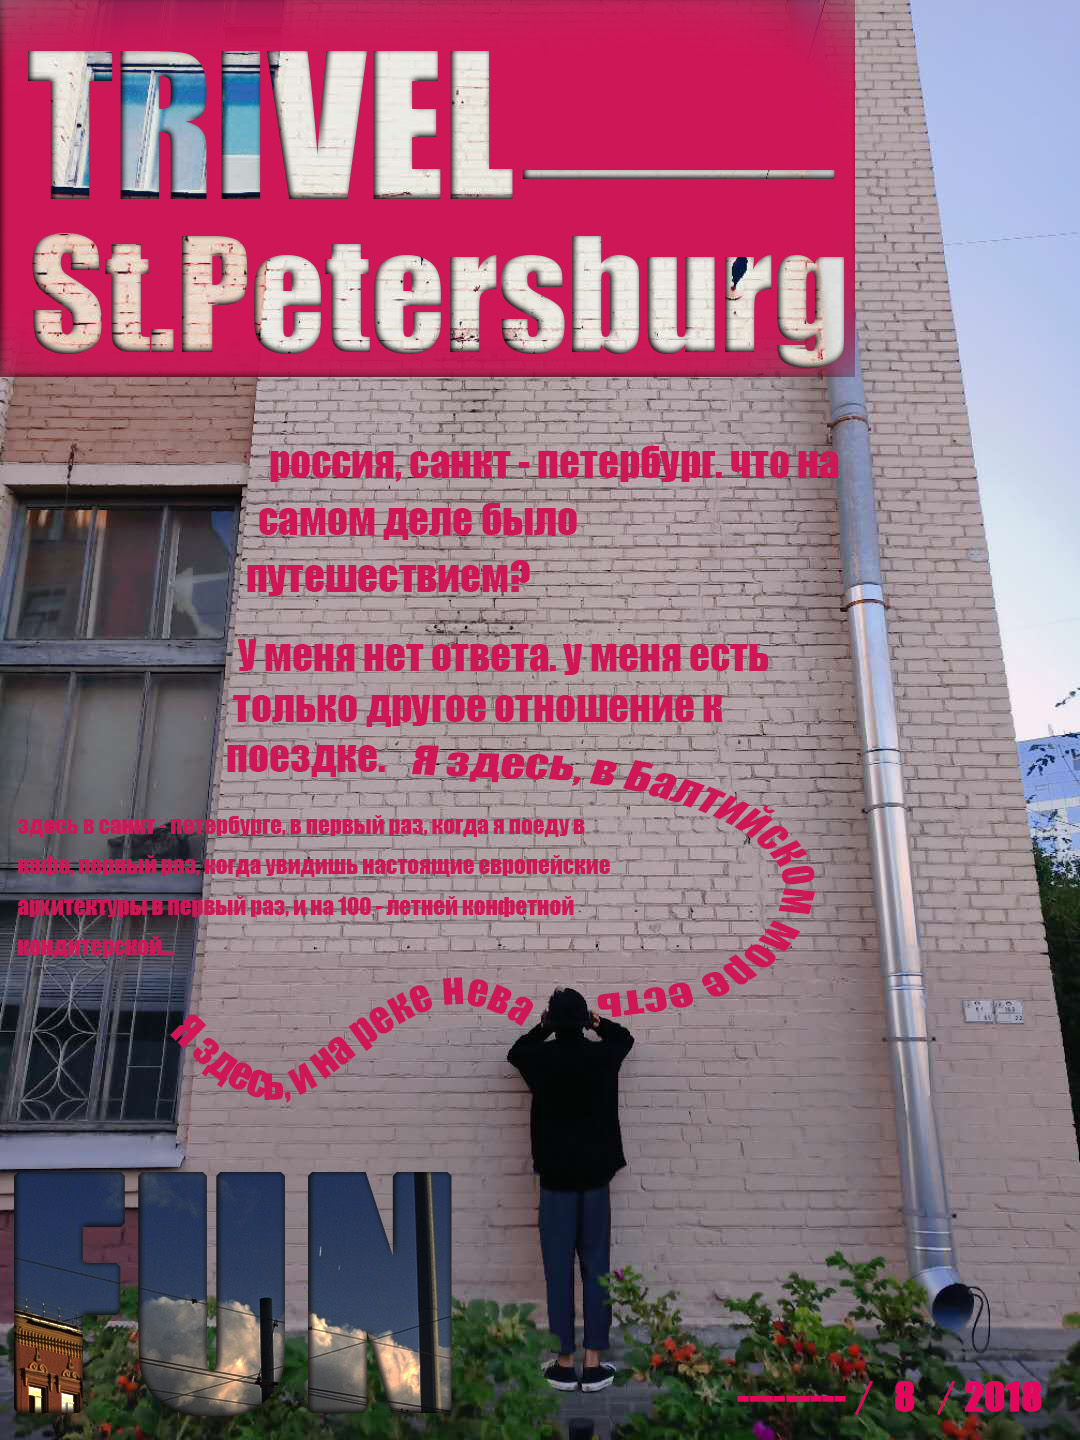 TRIVEL
St.Petersburg
россия, санкт - петербург. что на
самом деле было
путешествием?
У меня нет ответа. у меня есть
только другое отношение к
поездке.
Я здесь, в Балтийском море есть
здесь в санкт - петербурге, в первый раз, когда я поеду в
кафе, первый раз, когда увидишь настоящие европейские
архитектуры в первый раз, и на 100 - летней конфетной
кондитерской...
Я здесь, и на реке нева
FUN
--------- / 8 / 2018